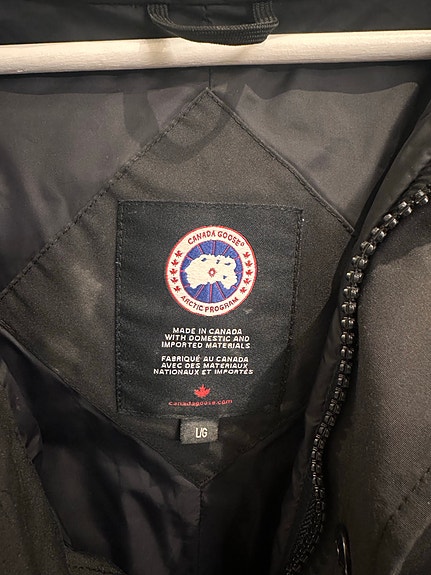 CANADA GOOSE®
ARCTIC PROGRAM
MADE IN CANADA
WITH DOMESTIC AND
IMPORTED MATERIALS
FABRIQUÉ AU CANADA
AVEC DES MATERIAUX
NATIONAUX ET IMPORTÉS
canadagoose.com
L/G